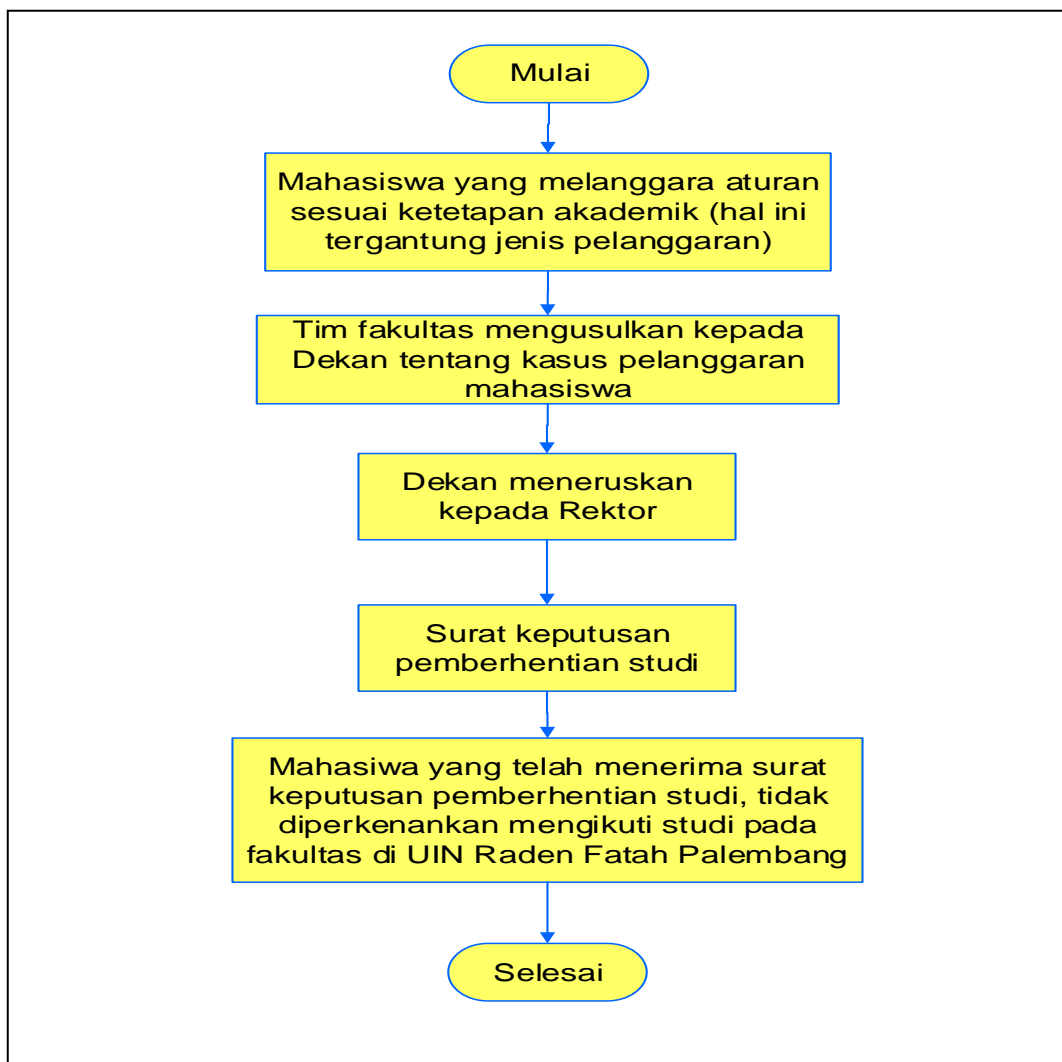 Mulai
Mahasiswa yang melanggara aturan
sesuai ketetapan akademik (hal ini
tergantung jenis pelanggaran)
Tim fakultas mengusulkan kepada
Dekan tentang kasus pelanggaran
mahasiswa
Dekan meneruskan
kepada Rektor
Surat keputusan
pemberhentian studi
Mahasiwa yang telah menerima surat
keputusan pemberhentian studi, tidak
diperkenankan mengikuti studi pada
fakultas di UIN Raden Fatah Palembang
Selesai